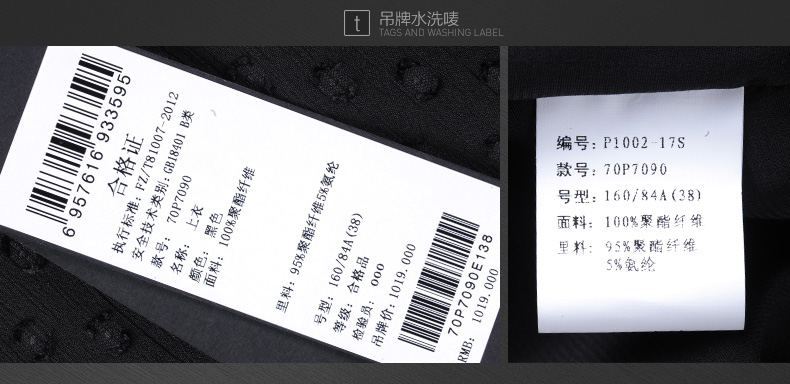 t
吊牌水洗唛
TAGS AND WASHING LABEL
6 957616 933595
合格证
执行标准: FZ/T81007-2012
安全技术类别:GB18401 B类
款号: 70P7090
名称: 上衣
颜色: 黑色
面料: 100%聚酯纤维
里料: 95%聚酯纤维5%氨纶
号型: 160/84A(38)
等级: 合格品
检验员: 000
吊牌价:1019.000
70P7090E138
RMB: 1019.000
编号: P1002-17S
款号: 70P7090
号型: 160/84A(38)
面料: 100%聚酯纤维
里料: 95%聚酯纤维
5%氨纶